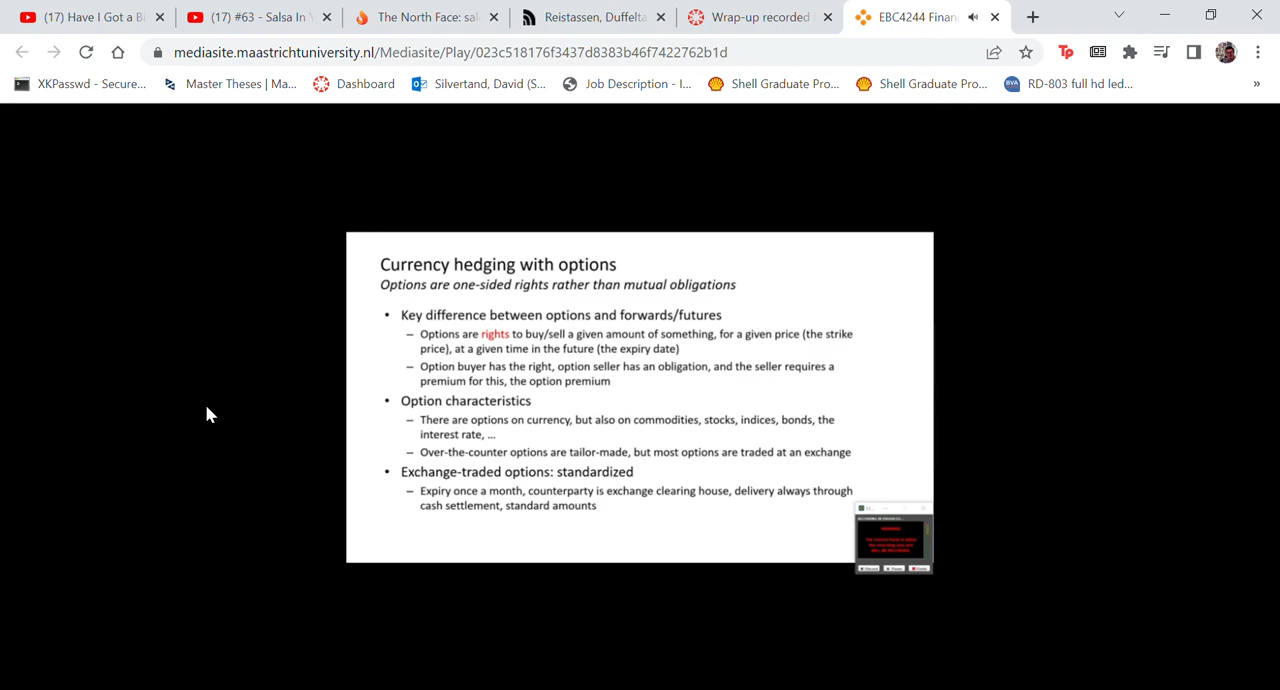 (17) Have I Got a Bi
(17) #63 - Salsa In Y
The North Face: sal
Reistassen, Duffelta
Wrap-up recorded
EBC4244 Finan
mediasite.maastrichtuniversity.nl/Mediasite/Play/023c518176f3437d8383b46f7422762b1d
XKPasswd - Secure...
Master Theses | Ma...
Dashboard
Silvertand, David (S...
Job Description - I...
Shell Graduate Pro...
Shell Graduate Pro...
BVA
RD-803 full hd led...
»
Currency hedging with options
Options are one-sided rights rather than mutual obligations
• Key difference between options and forwards/futures
– Options are rights to buy/sell a given amount of something, for a given price (the strike
price), at a given time in the future (the expiry date)
– Option buyer has the right, option seller has an obligation, and the seller requires a
premium for this, the option premium
• Option characteristics
– There are options on currency, but also on commodities, stocks, indices, bonds, the
interest rate, ...
– Over-the-counter options are tailor-made, but most options are traded at an exchange
• Exchange-traded options: standardized
– Expiry once a month, counterparty is exchange clearing house, delivery always through
cash settlement, standard amounts